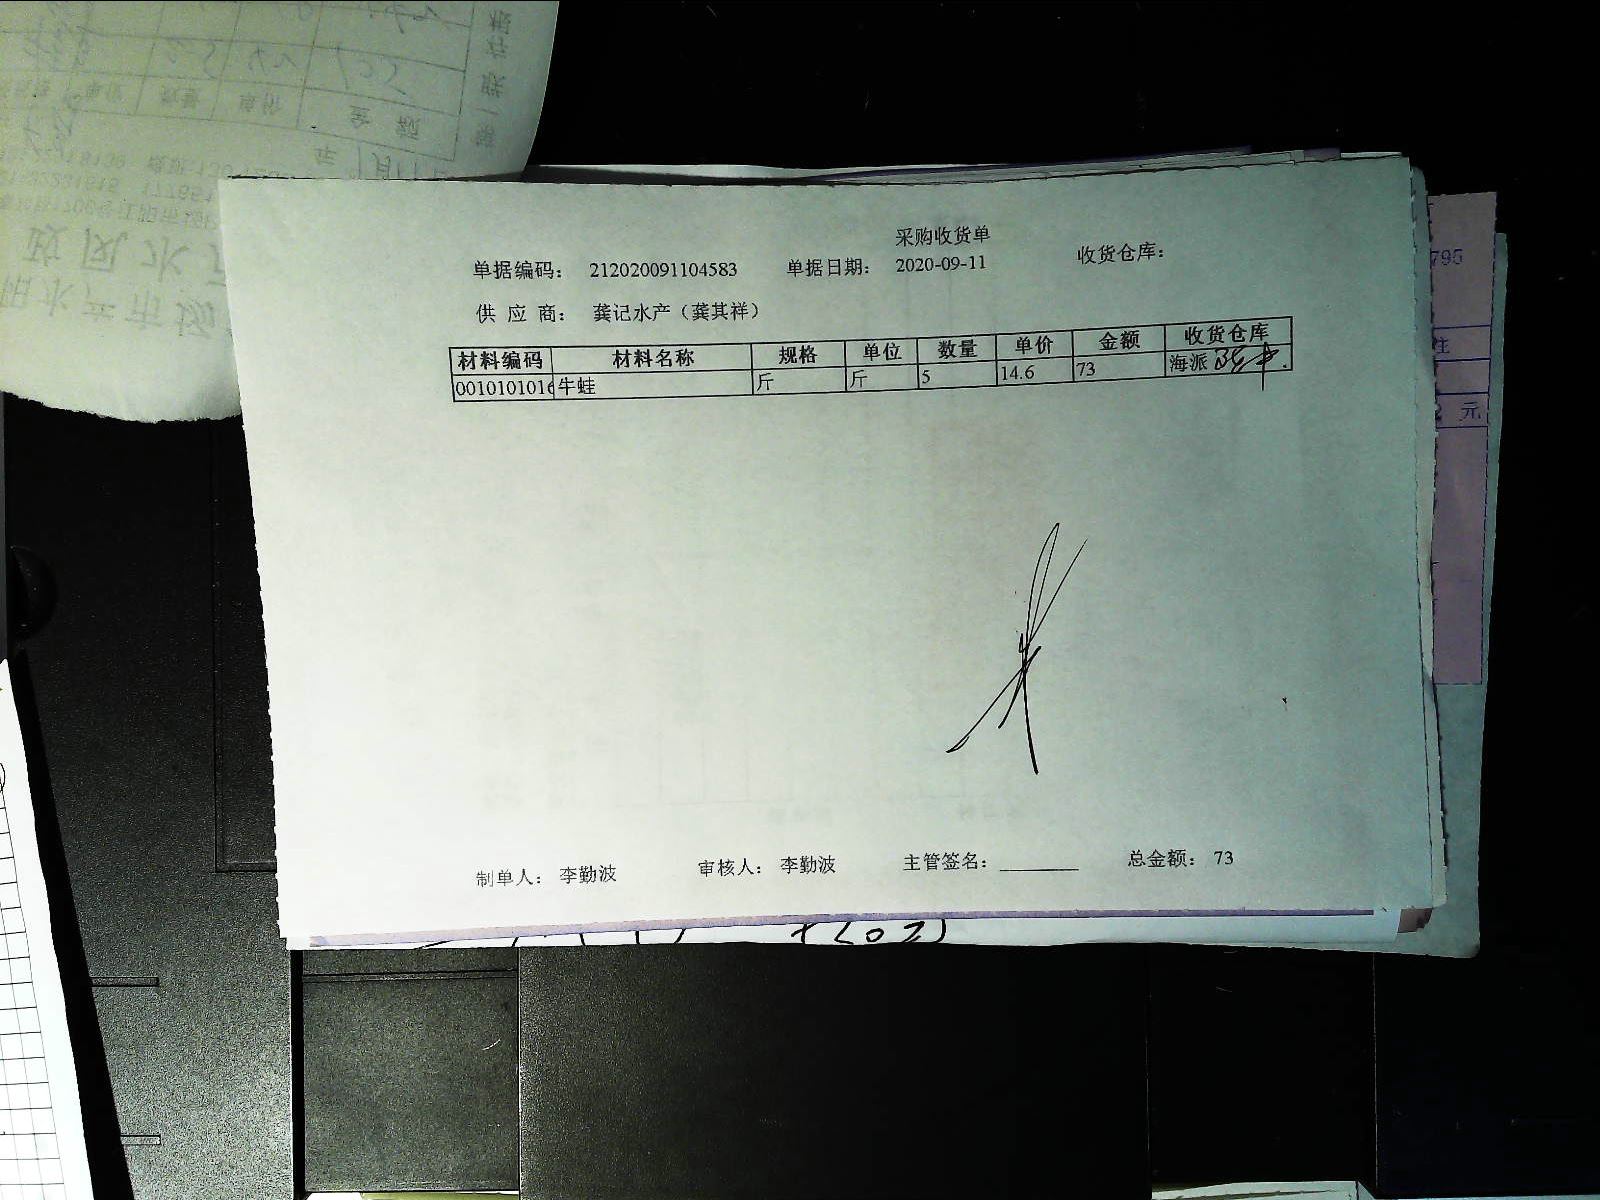 采购收货单
单据编码： 212020091104583 单据日期： 2020-09-11 收货仓库：
供 应 商： 龚记水产（龚其祥）
材料编码 材料名称 规格 单位 数量 单价 金额 收货仓库
001010101 牛蛙 斤 斤 5 14.6 73 海派
制单人： 李勤波 审核人： 李勤波 主管签名： 总金额： 73
795
元